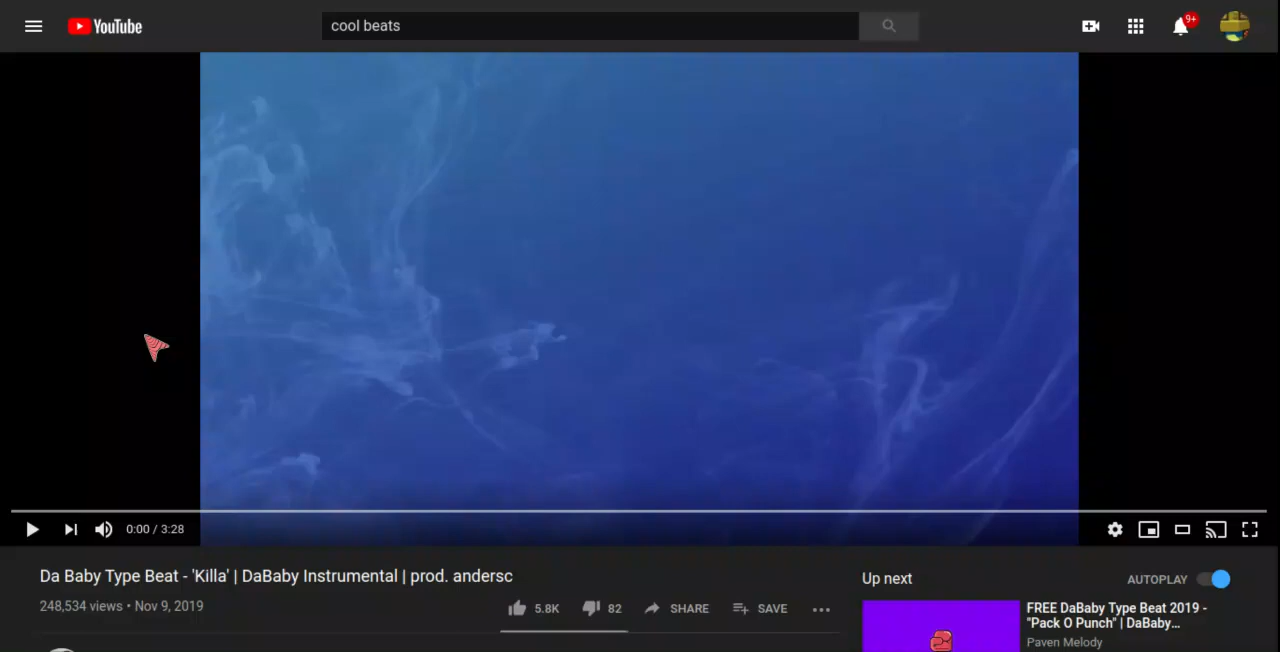 YouTube
cool beats
9+
0:00 / 3:28
Da Baby Type Beat - 'Killa' | DaBaby Instrumental | prod. andersc
248,534 views • Nov 9, 2019
5.8K
82
SHARE
SAVE
Up next
AUTOPLAY
FREE DaBaby Type Beat 2019 -
"Pack O Punch" | DaBaby...
Paven Melody